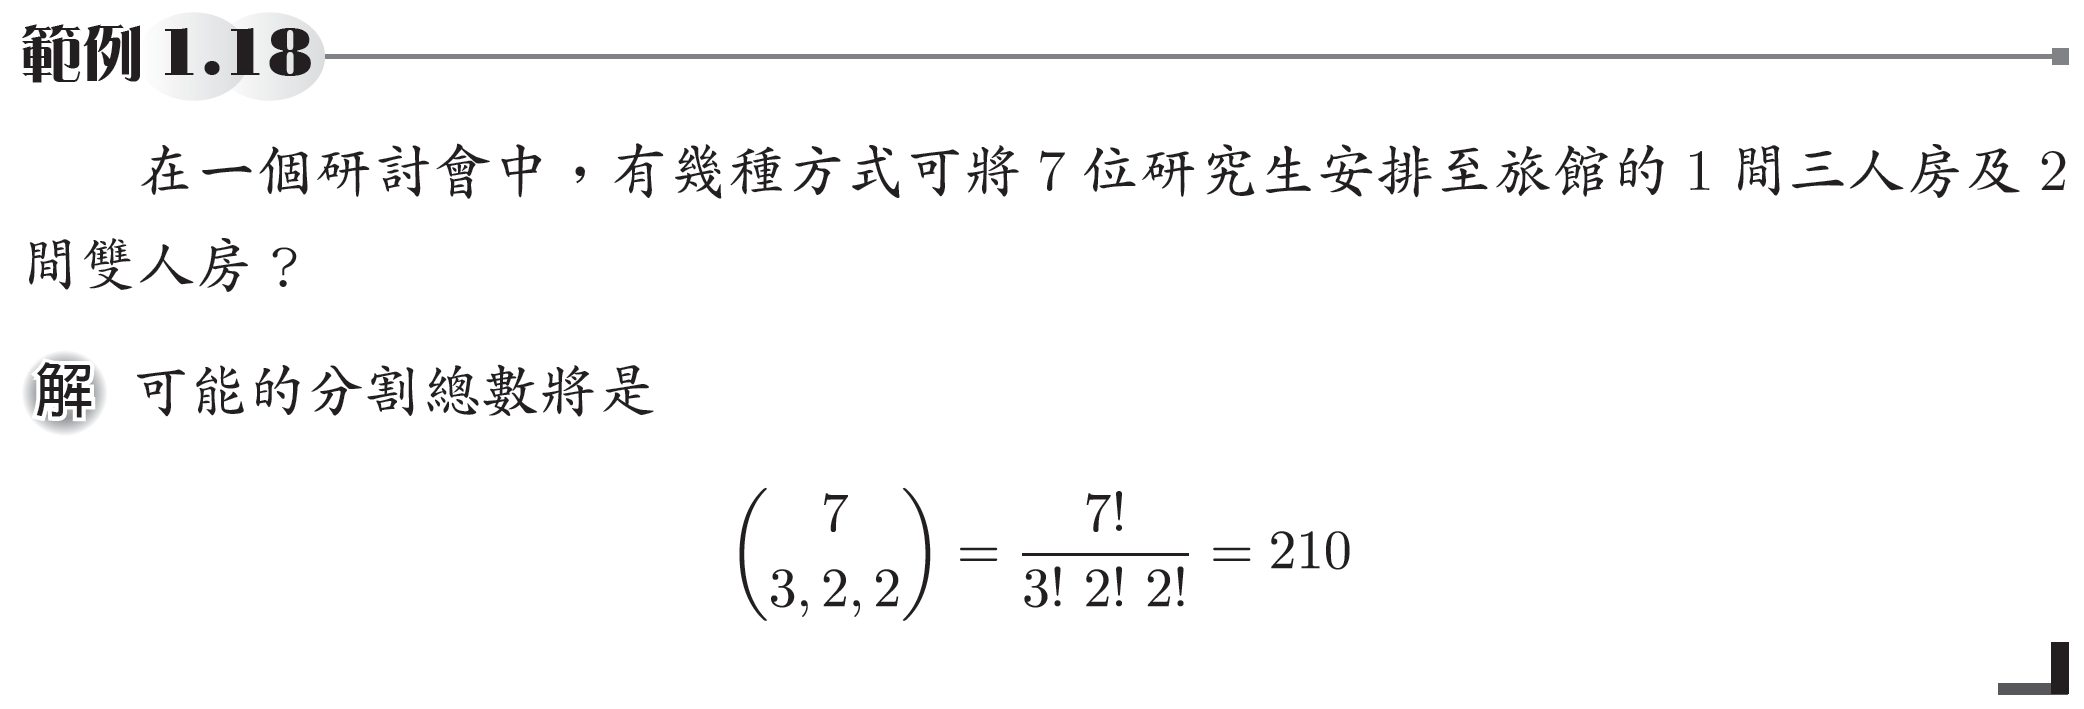 範例 1.18
在一個研討會中，有幾種方式可將 7 位研究生安排至旅館的 1 間三人房及 2
間雙人房？
解 可能的分割總數將是
(7 / 3, 2, 2) = 7! / (3! 2! 2!) = 210